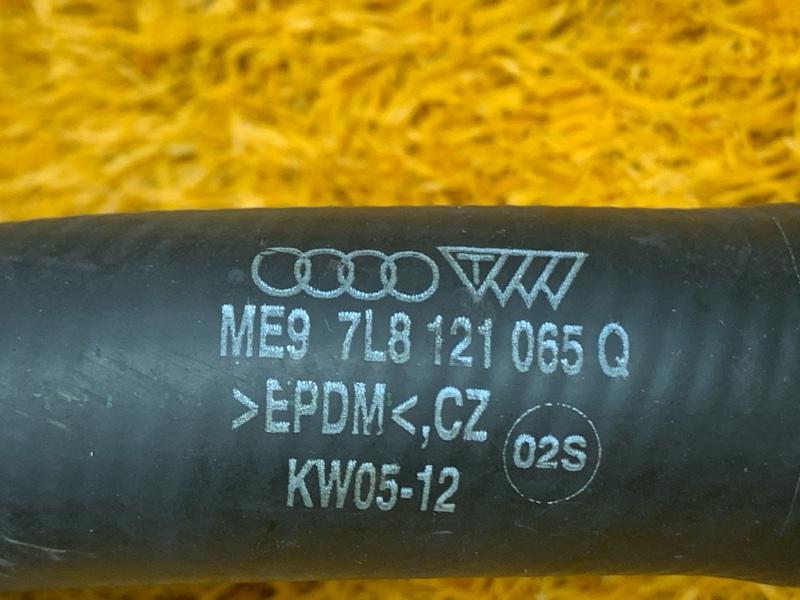 ME9 7L8 121 065 Q
>EPDM<,CZ
02S
KW05-12